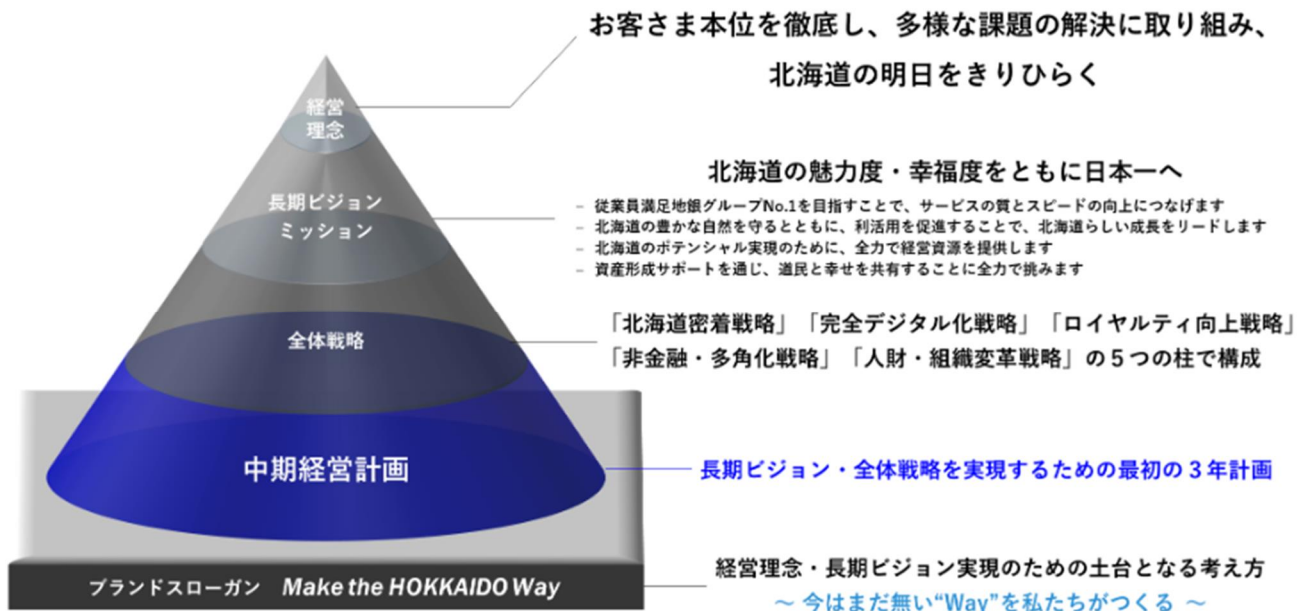 お客さま本位を徹底し、多様な課題の解決に取り組み、
北海道の明日をきりひらく
経営
理念
北海道の魅力度・幸福度をともに日本一へ
長期ビジョン
ミッション
– 従業員満足地銀グループNo.1を目指すことで、サービスの質とスピードの向上につなげます
– 北海道の豊かな自然を守るとともに、利活用を促進することで、北海道らしい成長をリードします
– 北海道のポテンシャル実現のために、全力で経営資源を提供します
– 資産形成サポートを通じ、道民と幸せを共有することに全力で挑みます
全体戦略
「北海道密着戦略」「完全デジタル化戦略」「ロイヤルティ向上戦略」
「非金融・多角化戦略」「人財・組織変革戦略」の5つの柱で構成
中期経営計画
長期ビジョン・全体戦略を実現するための最初の3年計画
ブランドスローガン Make the HOKKAIDO Way
経営理念・長期ビジョン実現のための土台となる考え方
～ 今はまだ無い“Way”を私たちがつくる ～